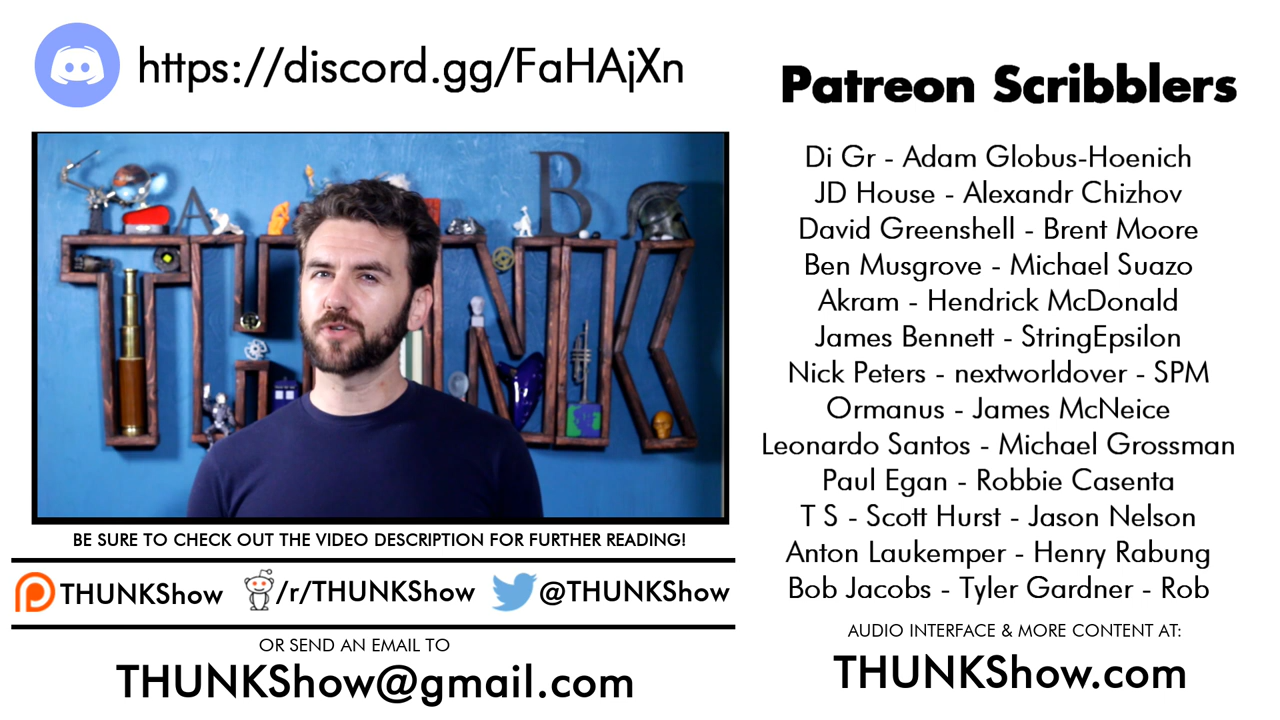 https://discord.gg/FaHAjXn
A
B
THUNK
BE SURE TO CHECK OUT THE VIDEO DESCRIPTION FOR FURTHER READING!
THUNKShow
/r/THUNKShow
@THUNKShow
OR SEND AN EMAIL TO
THUNKShow@gmail.com
Patreon Scribblers
Di Gr - Adam Globus-Hoenich
JD House - Alexandr Chizhov
David Greenshell - Brent Moore
Ben Musgrove - Michael Suazo
Akram - Hendrick McDonald
James Bennett - StringEpsilon
Nick Peters - nextworldover - SPM
Ormanus - James McNeice
Leonardo Santos - Michael Grossman
Paul Egan - Robbie Casenta
T S - Scott Hurst - Jason Nelson
Anton Laukemper - Henry Rabung
Bob Jacobs - Tyler Gardner - Rob
AUDIO INTERFACE & MORE CONTENT AT:
THUNKShow.com